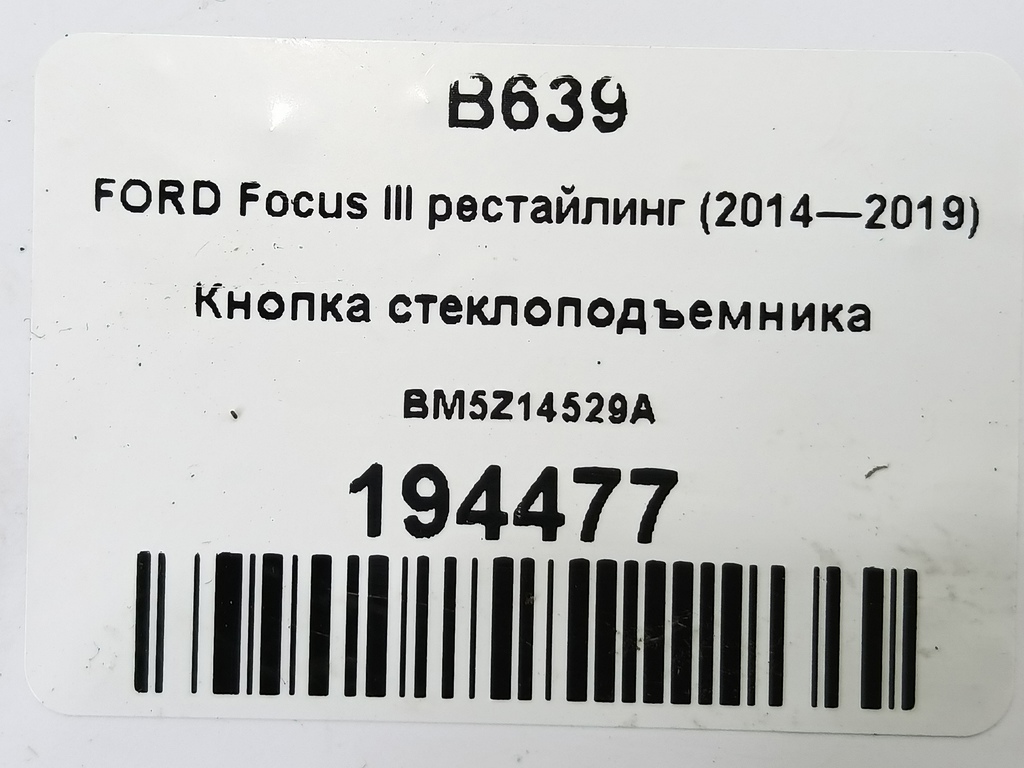 B639
FORD Focus III рестайлинг (2014—2019)
Кнопка стеклоподъемника
BM5Z14529A
194477